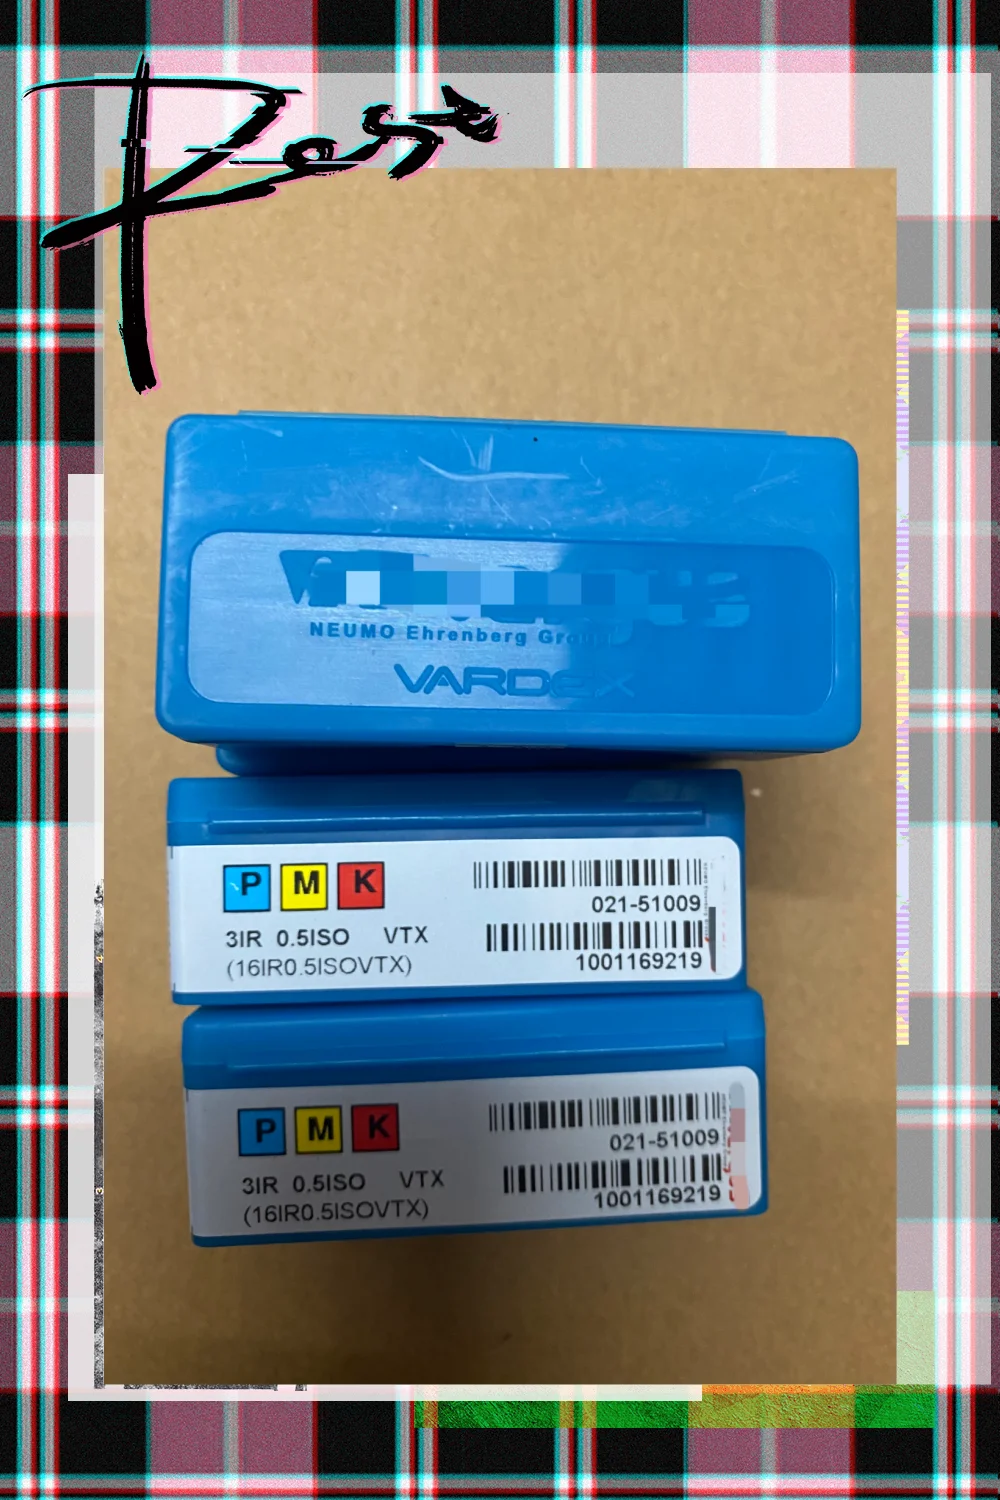 NEUMO Ehrenberg Group
VARDEX
P M K
021-51009
3IR 0.5ISO VTX
(16IR0.5ISOVTX)
1001169219
P M K
021-51009
3IR 0.5ISO VTX
(16IR0.5ISOVTX)
1001169219